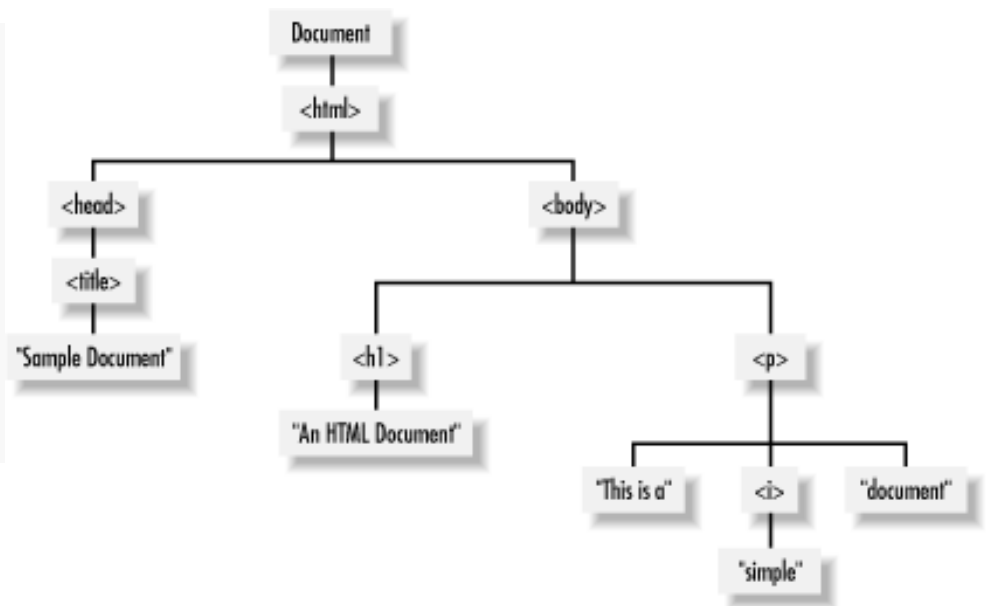 Document
<html>
<head>
<body>
<title>
"Sample Document"
<h1>
<p>
"An HTML Document"
"This is a"
<i>
"document"
"simple"